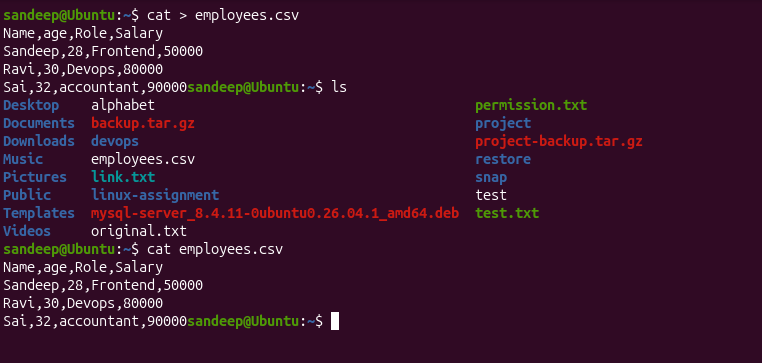 sandeep@Ubuntu:~$ cat > employees.csv
Name,age,Role,Salary
Sandeep,28,Frontend,50000
Ravi,30,Devops,80000
Sai,32,accountant,90000sandeep@Ubuntu:~$ ls
Desktop    alphabet                                        permission.txt
Documents  backup.tar.gz                                   project
Downloads  devops                                          project-backup.tar.gz
Music      employees.csv                                   restore
Pictures   link.txt                                        snap
Public     linux-assignment                                test
Templates  mysql-server_8.4.11-0ubuntu0.26.04.1_amd64.deb  test.txt
Videos     original.txt
sandeep@Ubuntu:~$ cat employees.csv
Name,age,Role,Salary
Sandeep,28,Frontend,50000
Ravi,30,Devops,80000
Sai,32,accountant,90000sandeep@Ubuntu:~$